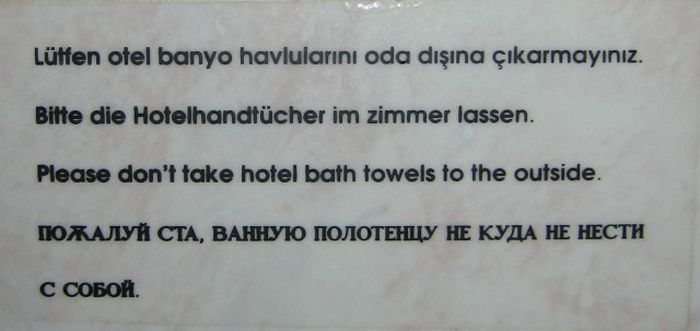 Lütfen otel banyo havlularını oda dışına çıkarmayınız.
Bitte die Hotelhandtücher im zimmer lassen.
Please don't take hotel bath towels to the outside.
ПОЖАЛУЙ СТА, ВАННУЮ ПОЛОТЕНЦУ НЕ КУДА НЕ НЕСТИ
С СОБОЙ.